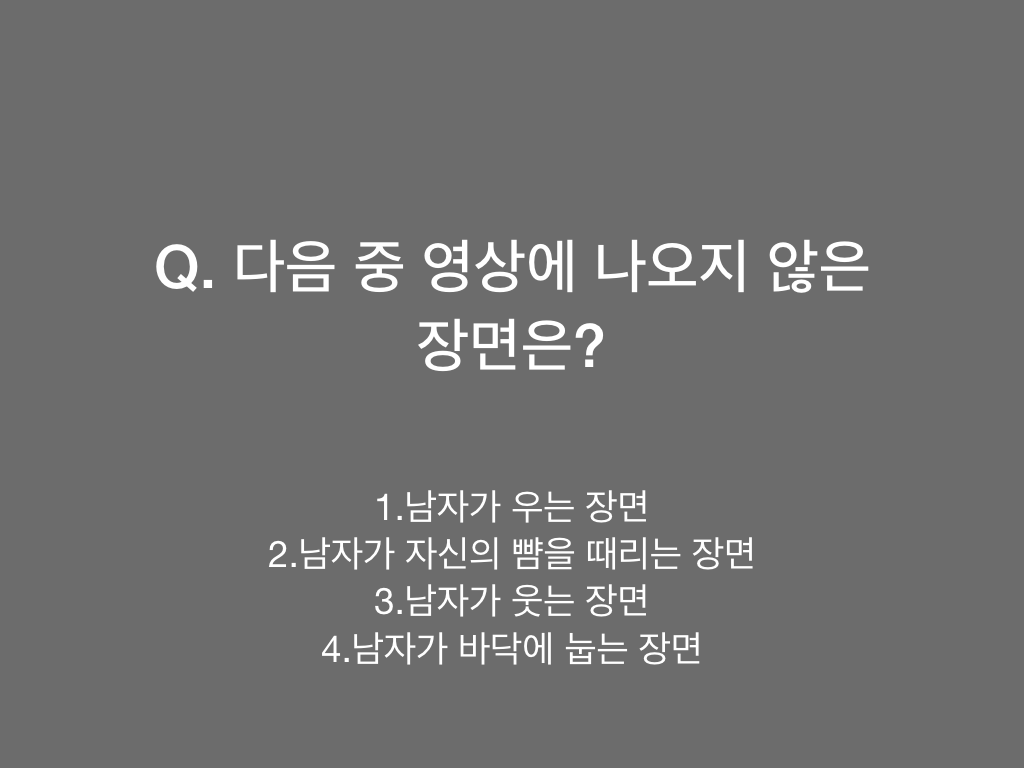 Q. 다음 중 영상에 나오지 않은
장면은?
1.남자가 우는 장면
2.남자가 자신의 뺨을 때리는 장면
3.남자가 웃는 장면
4.남자가 바닥에 눕는 장면